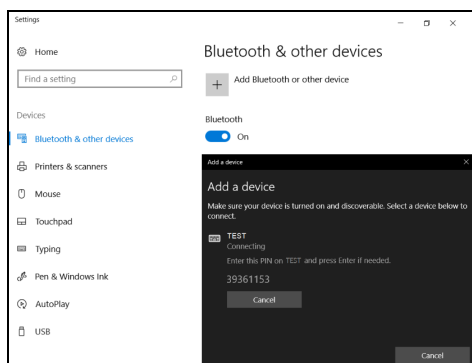 Settings
Home
Find a setting
Devices
Bluetooth & other devices
Printers & scanners
Mouse
Touchpad
Typing
Pen & Windows Ink
AutoPlay
USB
Bluetooth & other devices
Add Bluetooth or other device
Bluetooth
On
Add a device
Add a device
Make sure your device is turned on and discoverable. Select a device below to
connect.
TEST
Connecting
Enter this PIN on TEST and press Enter if needed.
39361153
Cancel
Cancel